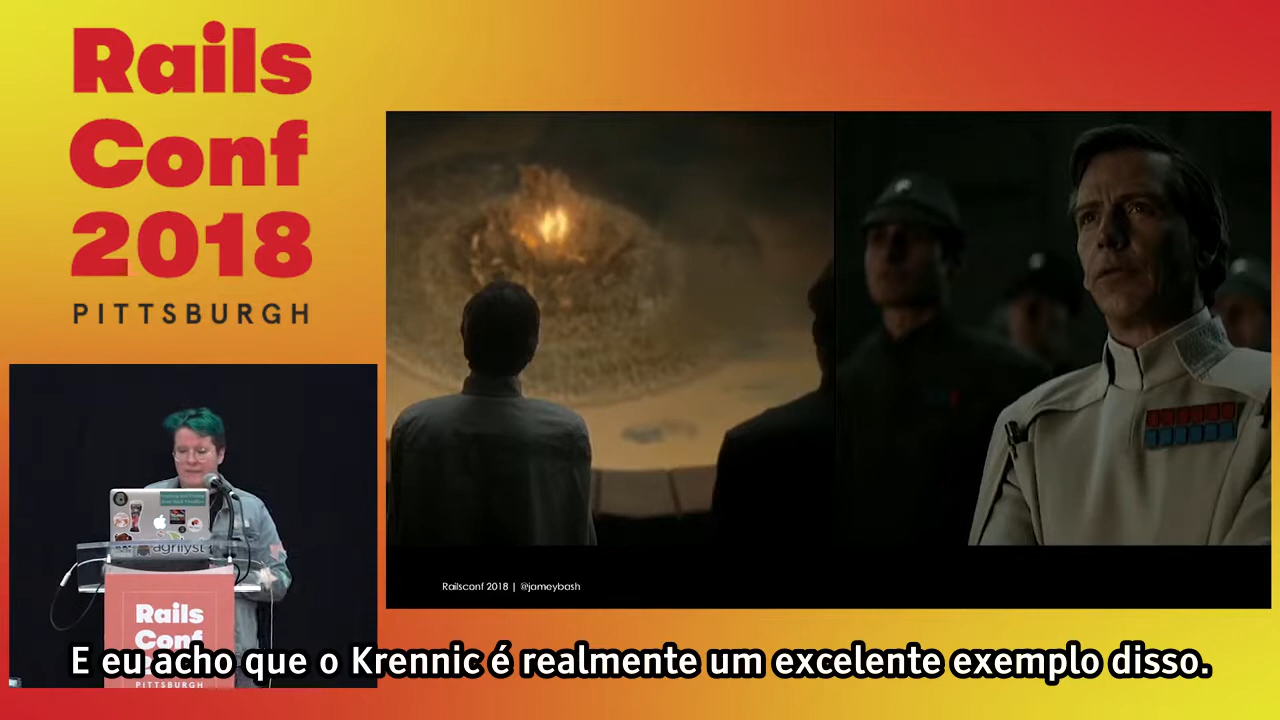 Rails
Conf
2018
PITTSBURGH
agrilyst
Rails
Conf
PITTSBURGH
Railsconf 2018 | @jameybash
E eu acho que o Krennic é realmente um excelente exemplo disso.